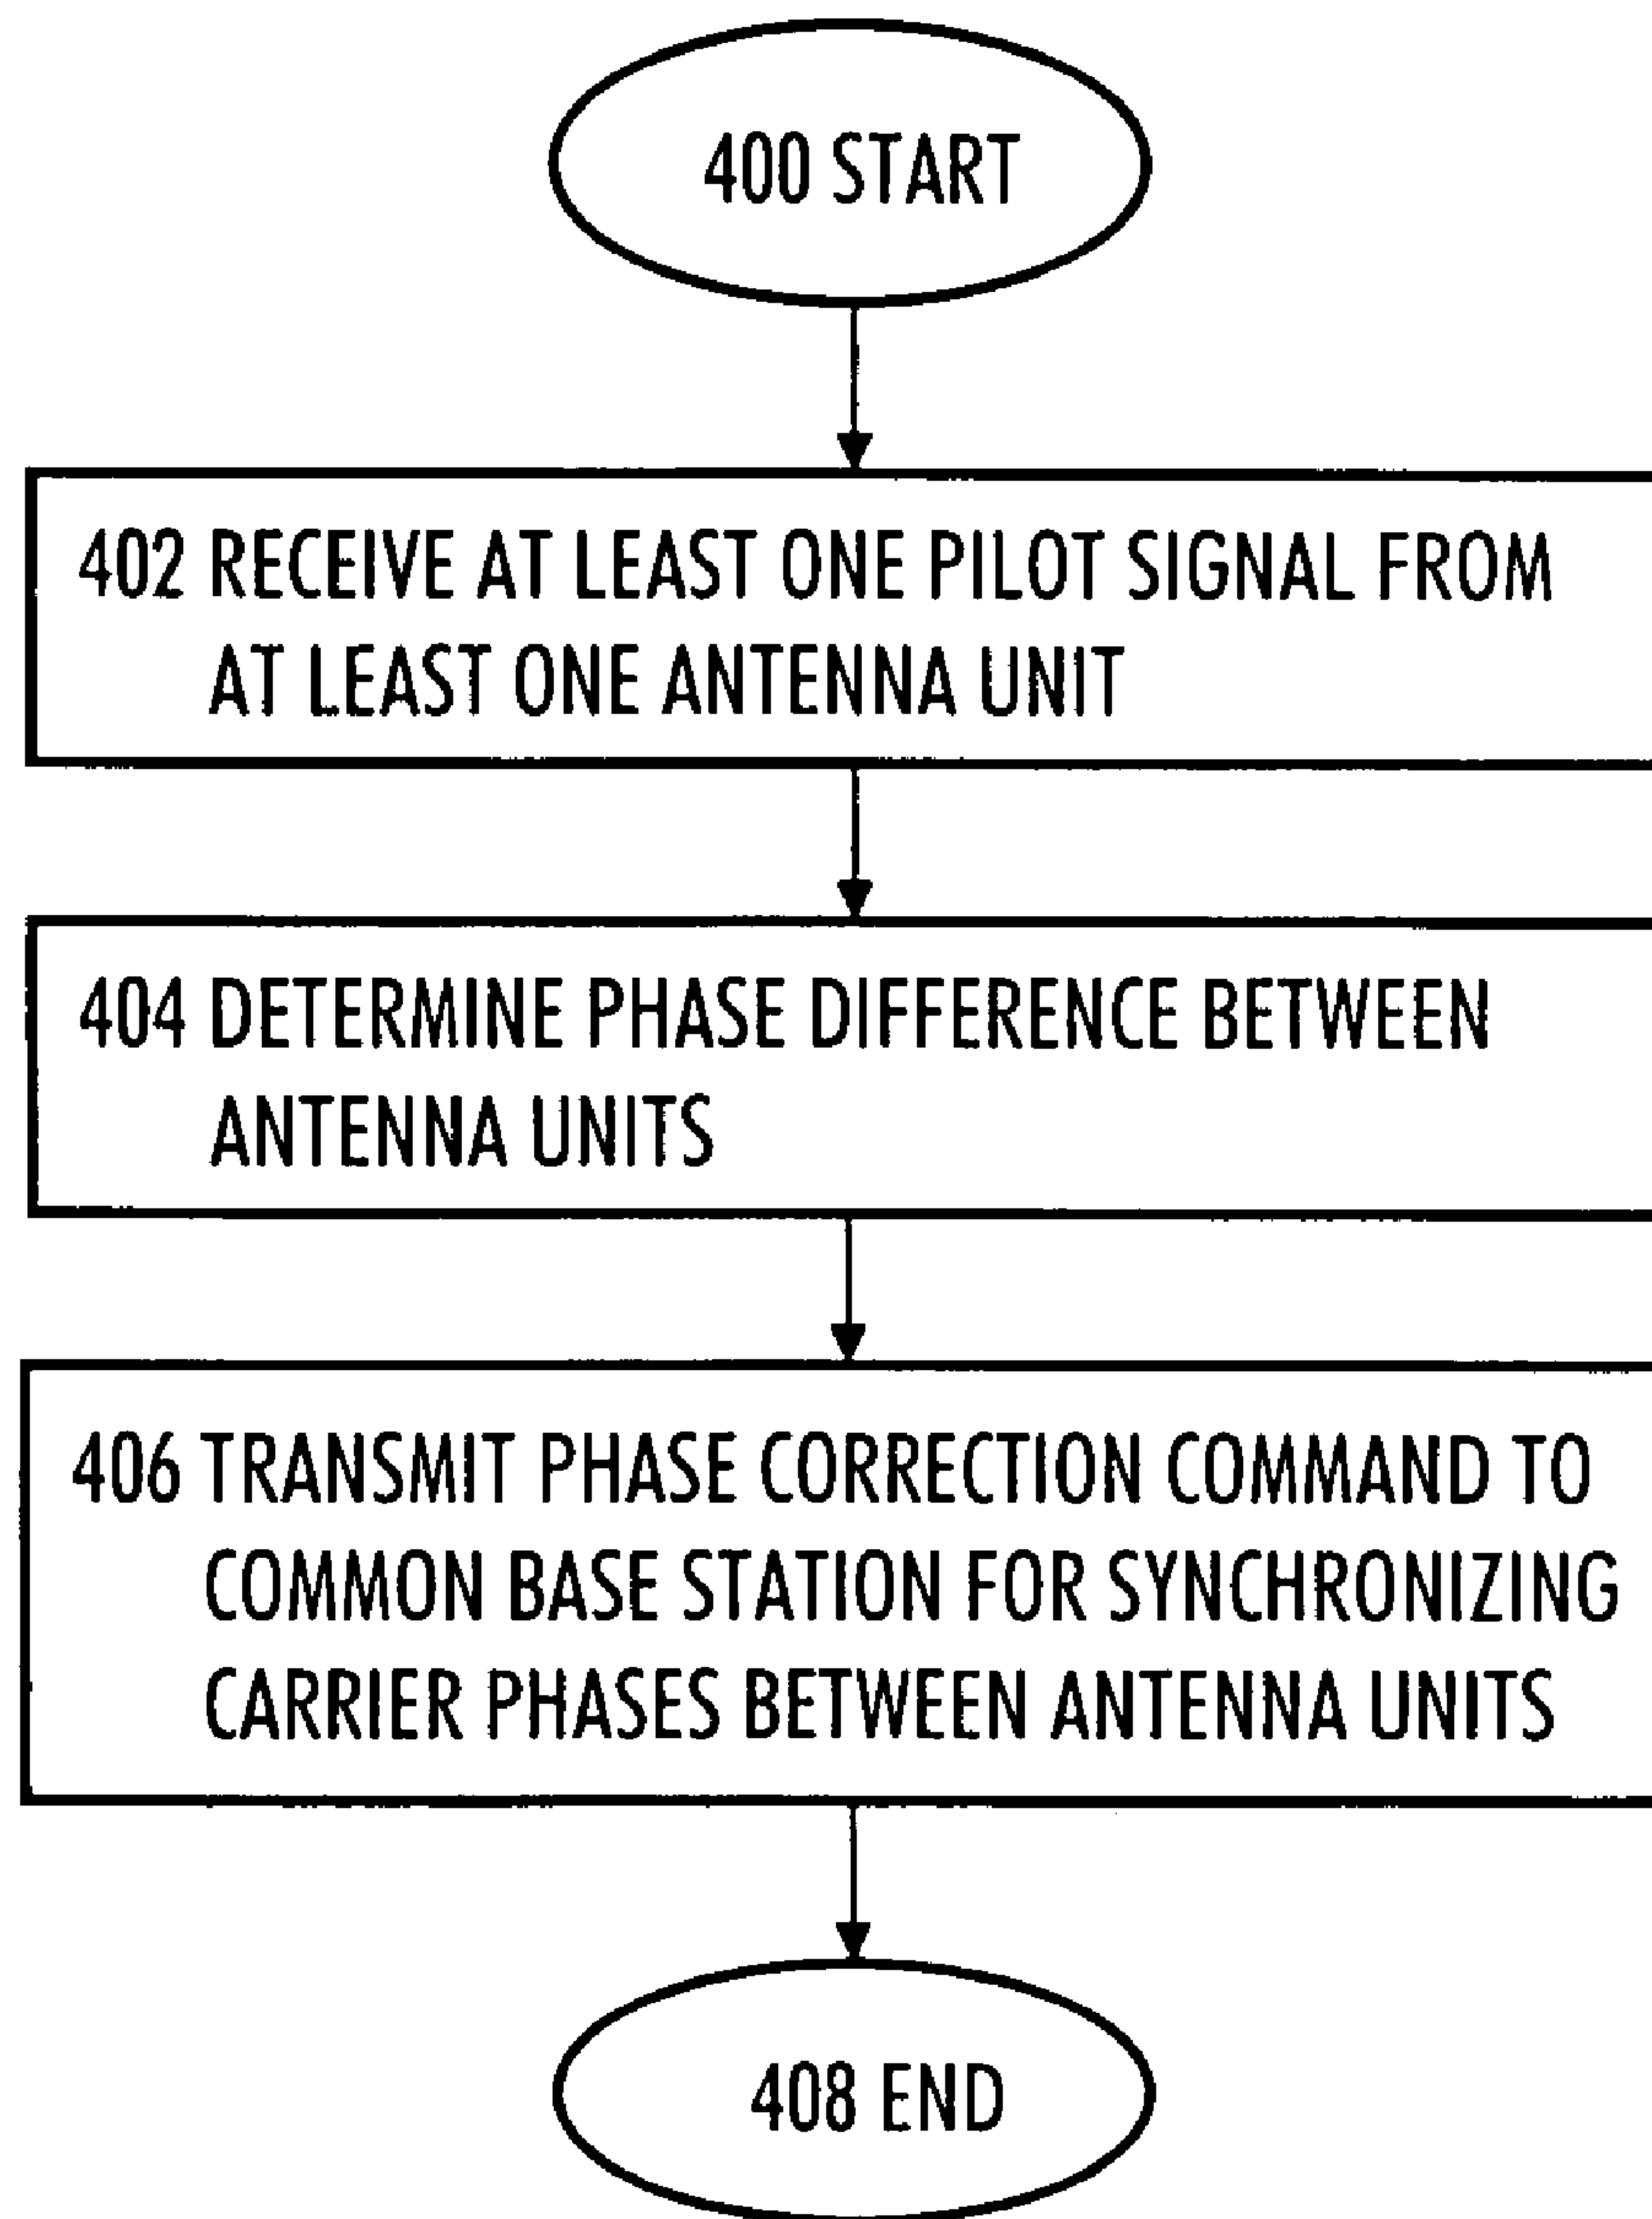 400 START
402 RECEIVE AT LEAST ONE PILOT SIGNAL FROM
AT LEAST ONE ANTENNA UNIT
404 DETERMINE PHASE DIFFERENCE BETWEEN
ANTENNA UNITS
406 TRANSMIT PHASE CORRECTION COMMAND TO
COMMON BASE STATION FOR SYNCHRONIZING
CARRIER PHASES BETWEEN ANTENNA UNITS
408 END